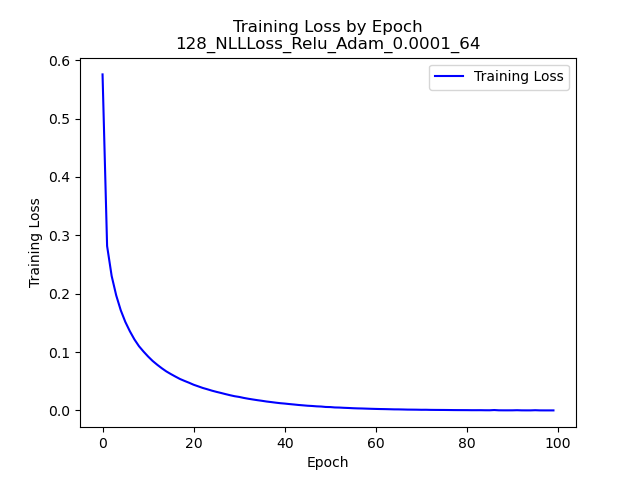 Training Loss by Epoch
128_NLLLoss_Relu_Adam_0.0001_64
Training Loss
0.6
0.5
0.4
0.3
0.2
0.1
0.0
Training Loss
0 20 40 60 80 100
Epoch